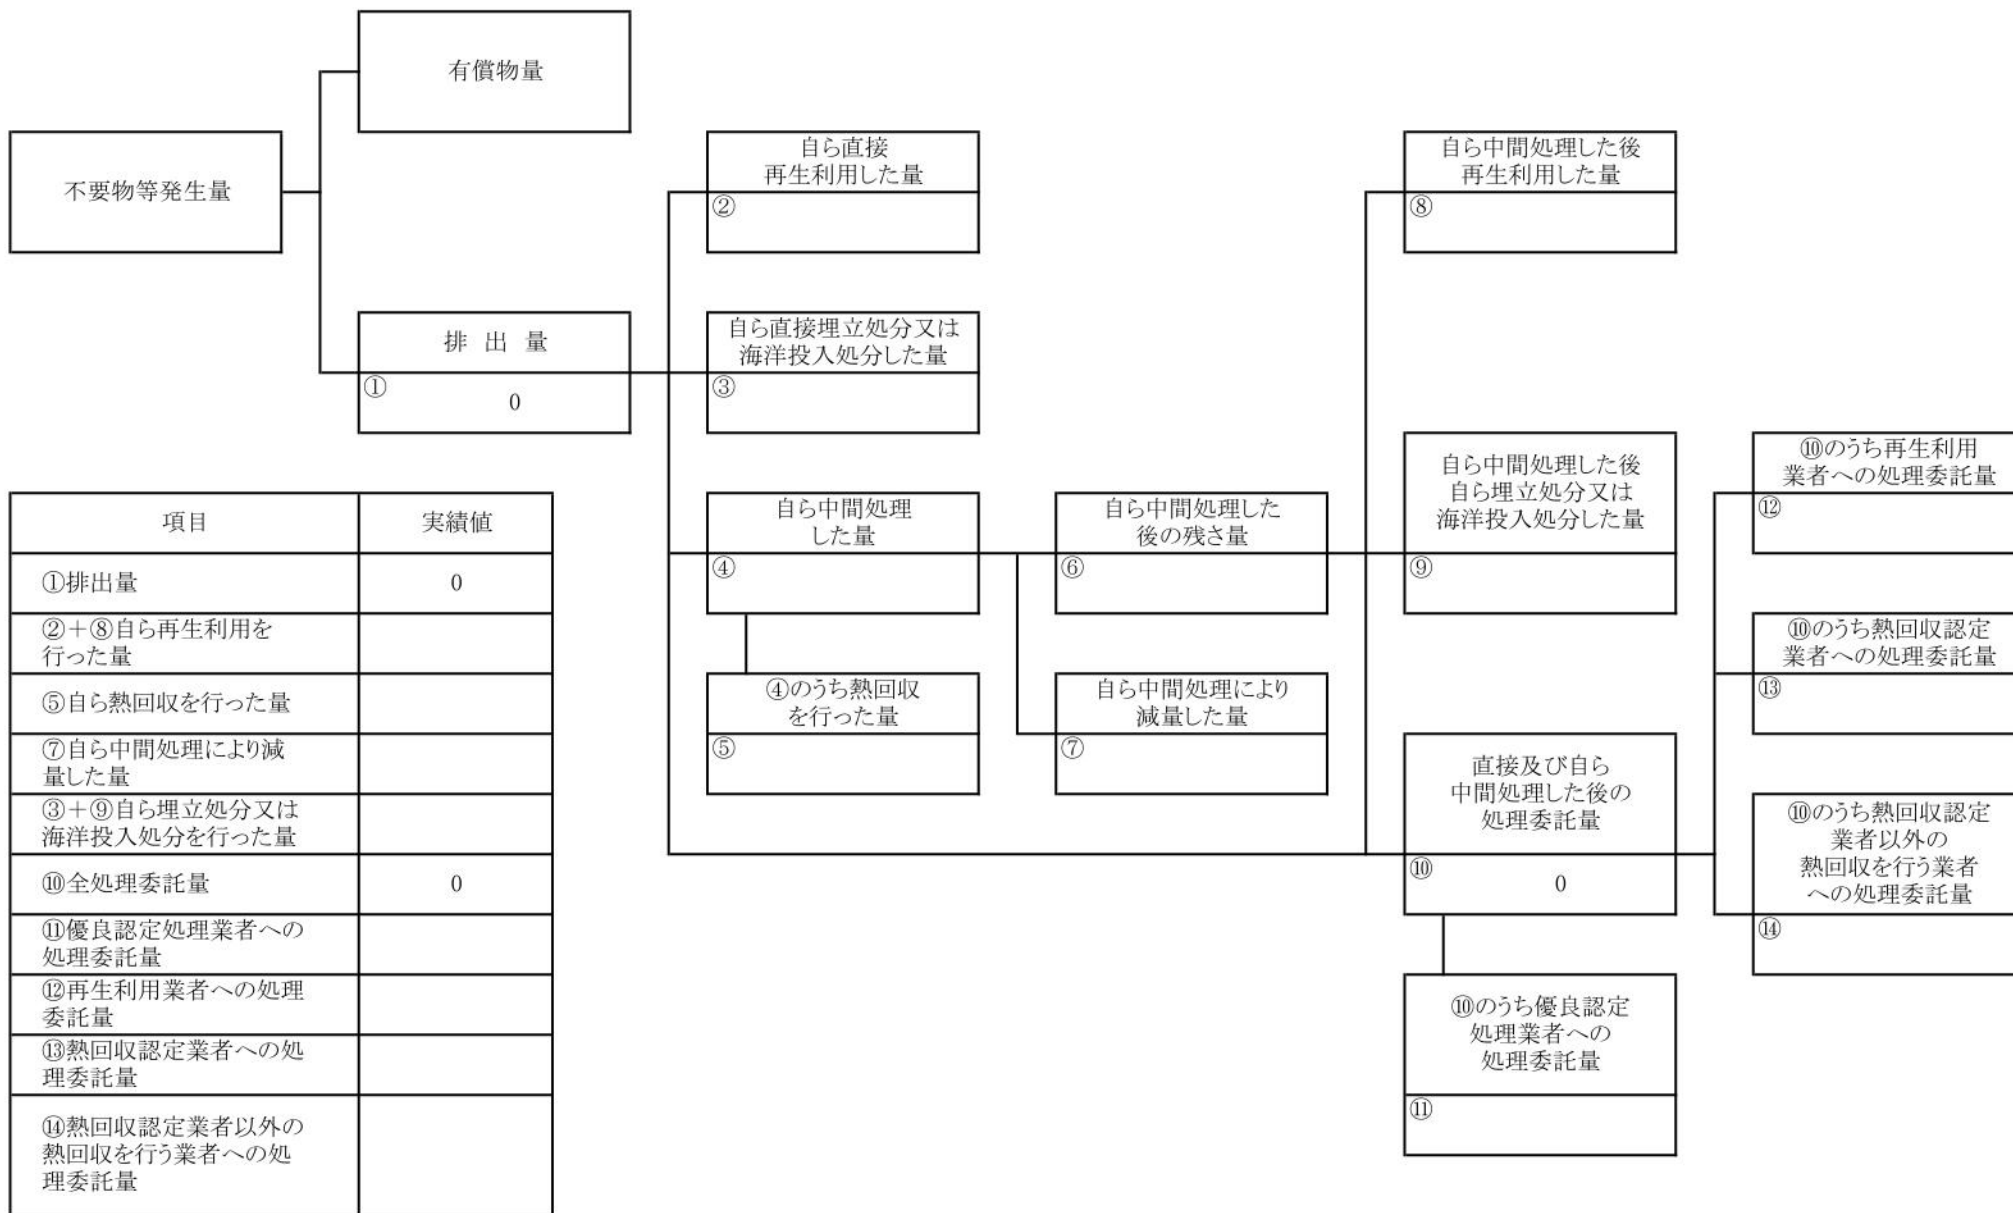 有償物量
不要物等発生量
排 出 量
①
0
自ら直接
再生利用した量
②
自ら直接埋立処分又は
海洋投入処分した量
③
自ら中間処理
した量
④
④のうち熱回収
を行った量
⑤
自ら中間処理した
後の残さ量
⑥
自ら中間処理により
減量した量
⑦
自ら中間処理した後
再生利用した量
⑧
自ら中間処理した後
自ら埋立処分又は
海洋投入処分した量
⑨
直接及び自ら
中間処理した後の
処理委託量
⑩
0
⑩のうち優良認定
処理業者への
処理委託量
⑪
⑩のうち再生利用
業者への処理委託量
⑫
⑩のうち熱回収認定
業者への処理委託量
⑬
⑩のうち熱回収認定
業者以外の
熱回収を行う業者
への処理委託量
⑭
項目 実績値
①排出量 0
②＋⑧自ら再生利用を
行った量
⑤自ら熱回収を行った量
⑦自ら中間処理により減
量した量
③＋⑨自ら埋立処分又は
海洋投入処分を行った量
⑩全処理委託量 0
⑪優良認定処理業者への
処理委託量
⑫再生利用業者への処理
委託量
⑬熱回収認定業者への処
理委託量
⑭熱回収認定業者以外の
熱回収を行う業者への処
理委託量